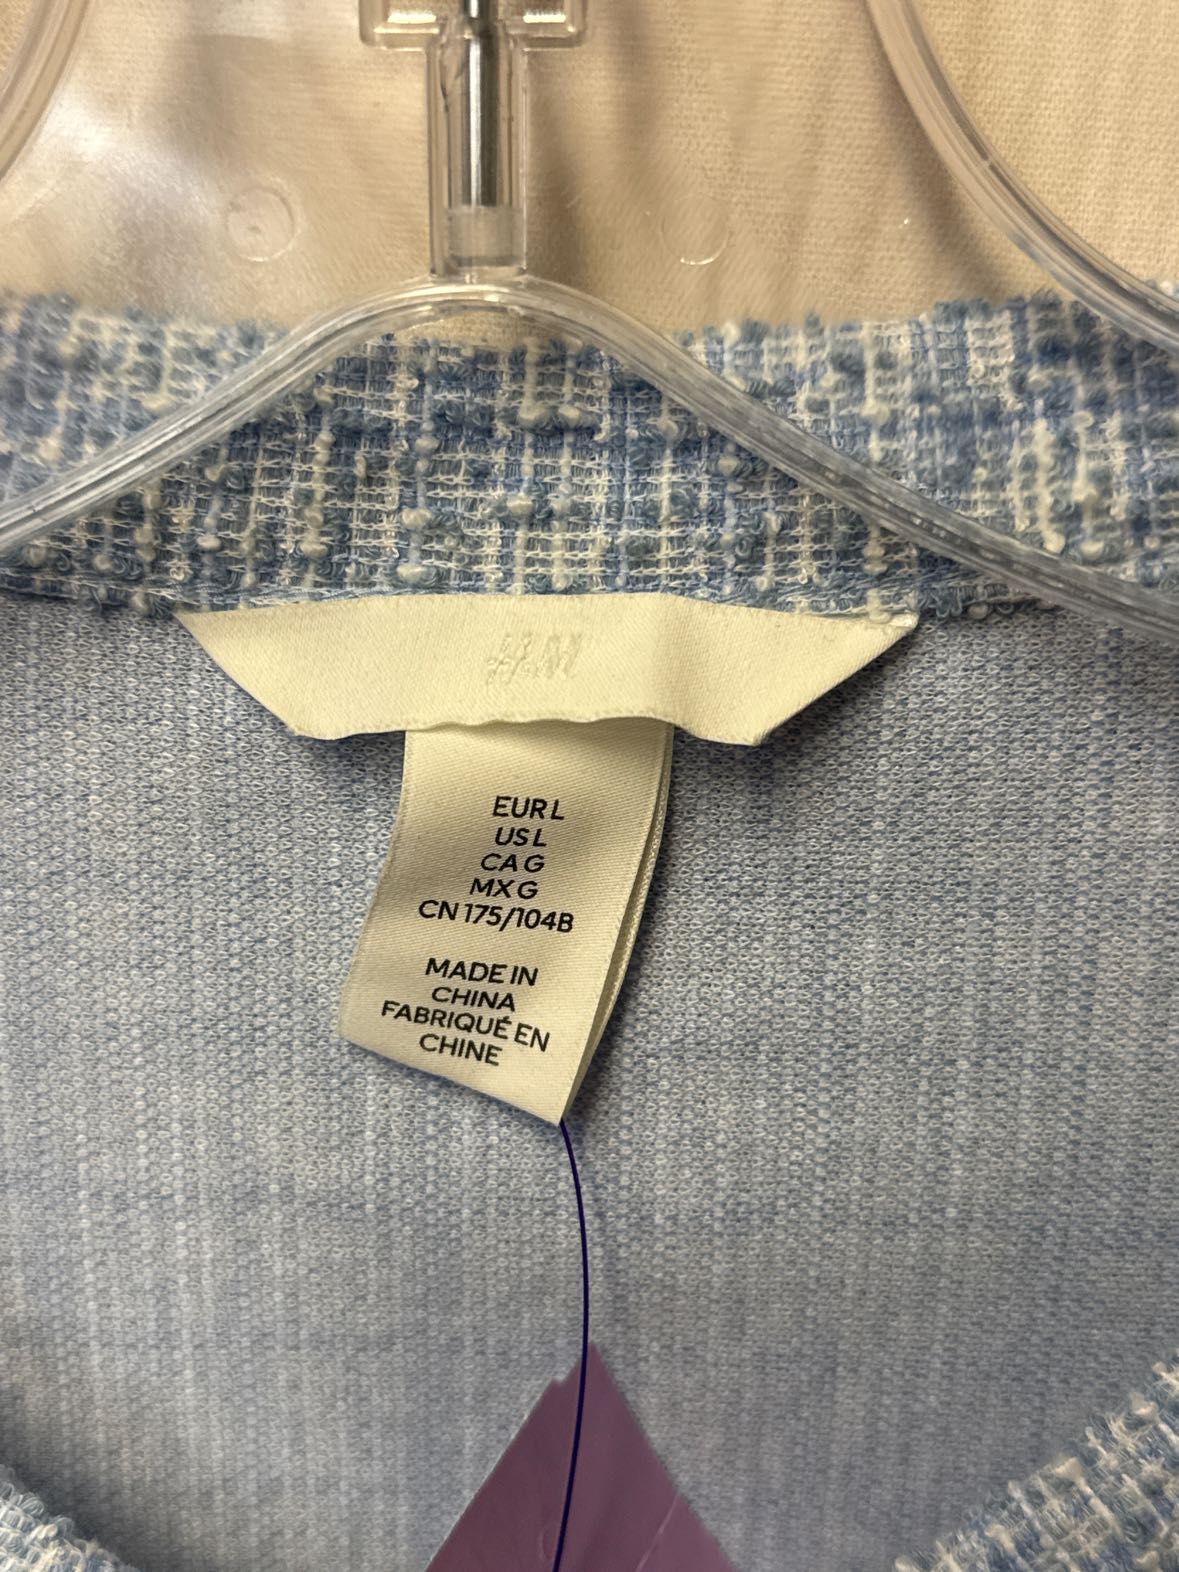 H&M
EUR L
US L
CA G
MX G
CN 175/104B
MADE IN
CHINA
FABRIQUÉ EN
CHINE